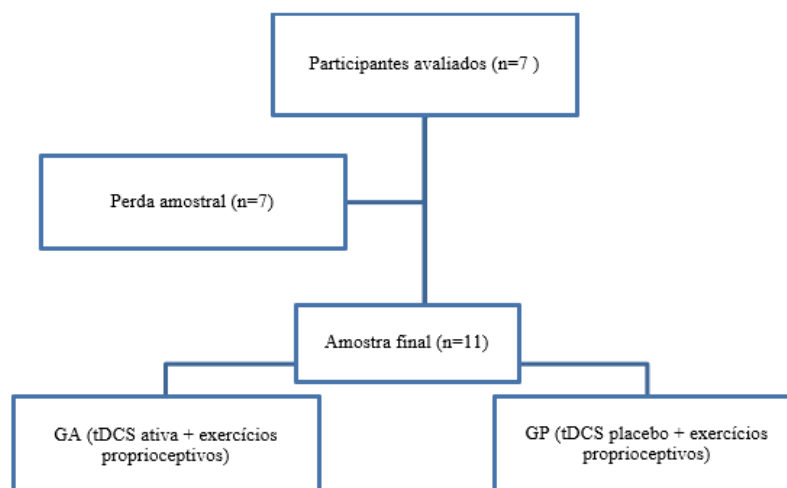 Participantes avaliados (n=7 )
Perda amostral (n=7)
Amostra final (n=11)
GA (tDCS ativa + exercícios
proprioceptivos)
GP (tDCS placebo + exercícios
proprioceptivos)